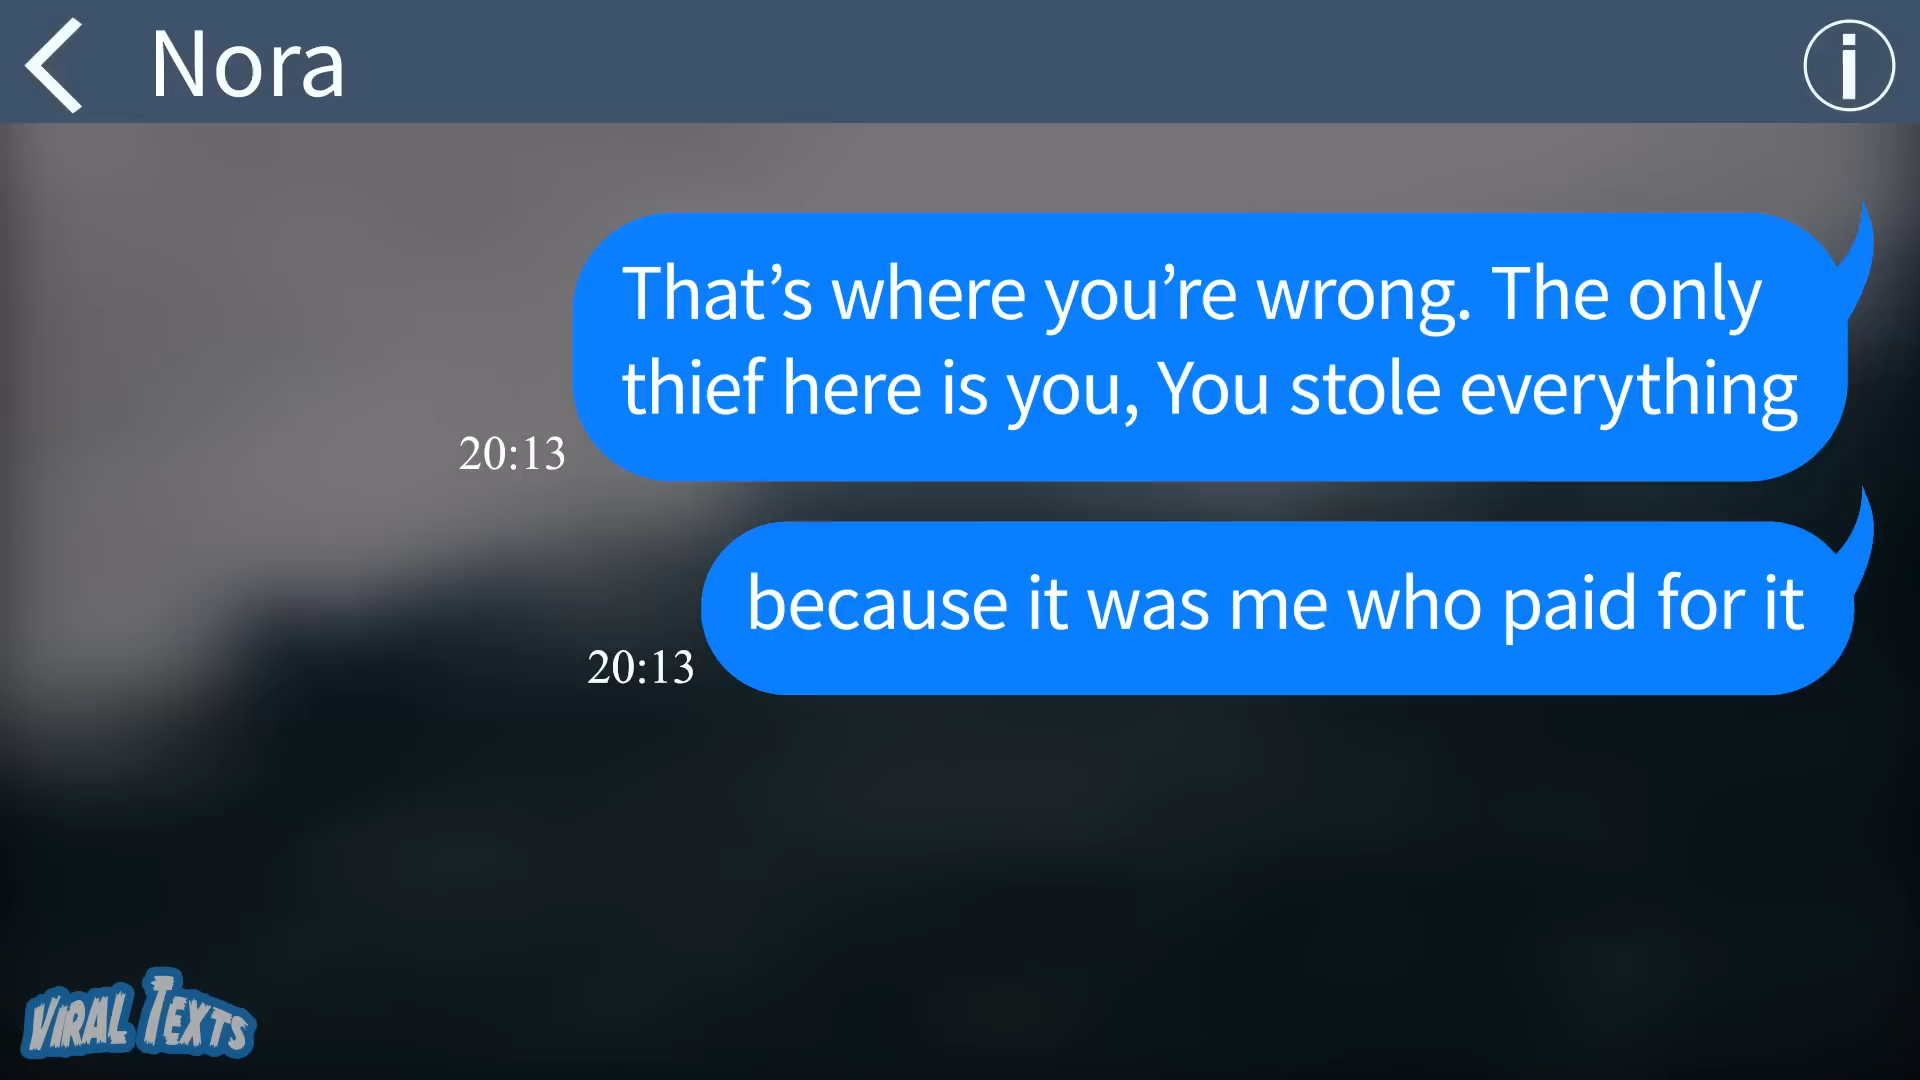 Nora
That’s where you’re wrong. The only
thief here is you, You stole everything
20:13
because it was me who paid for it
20:13
VIRAL TEXTS